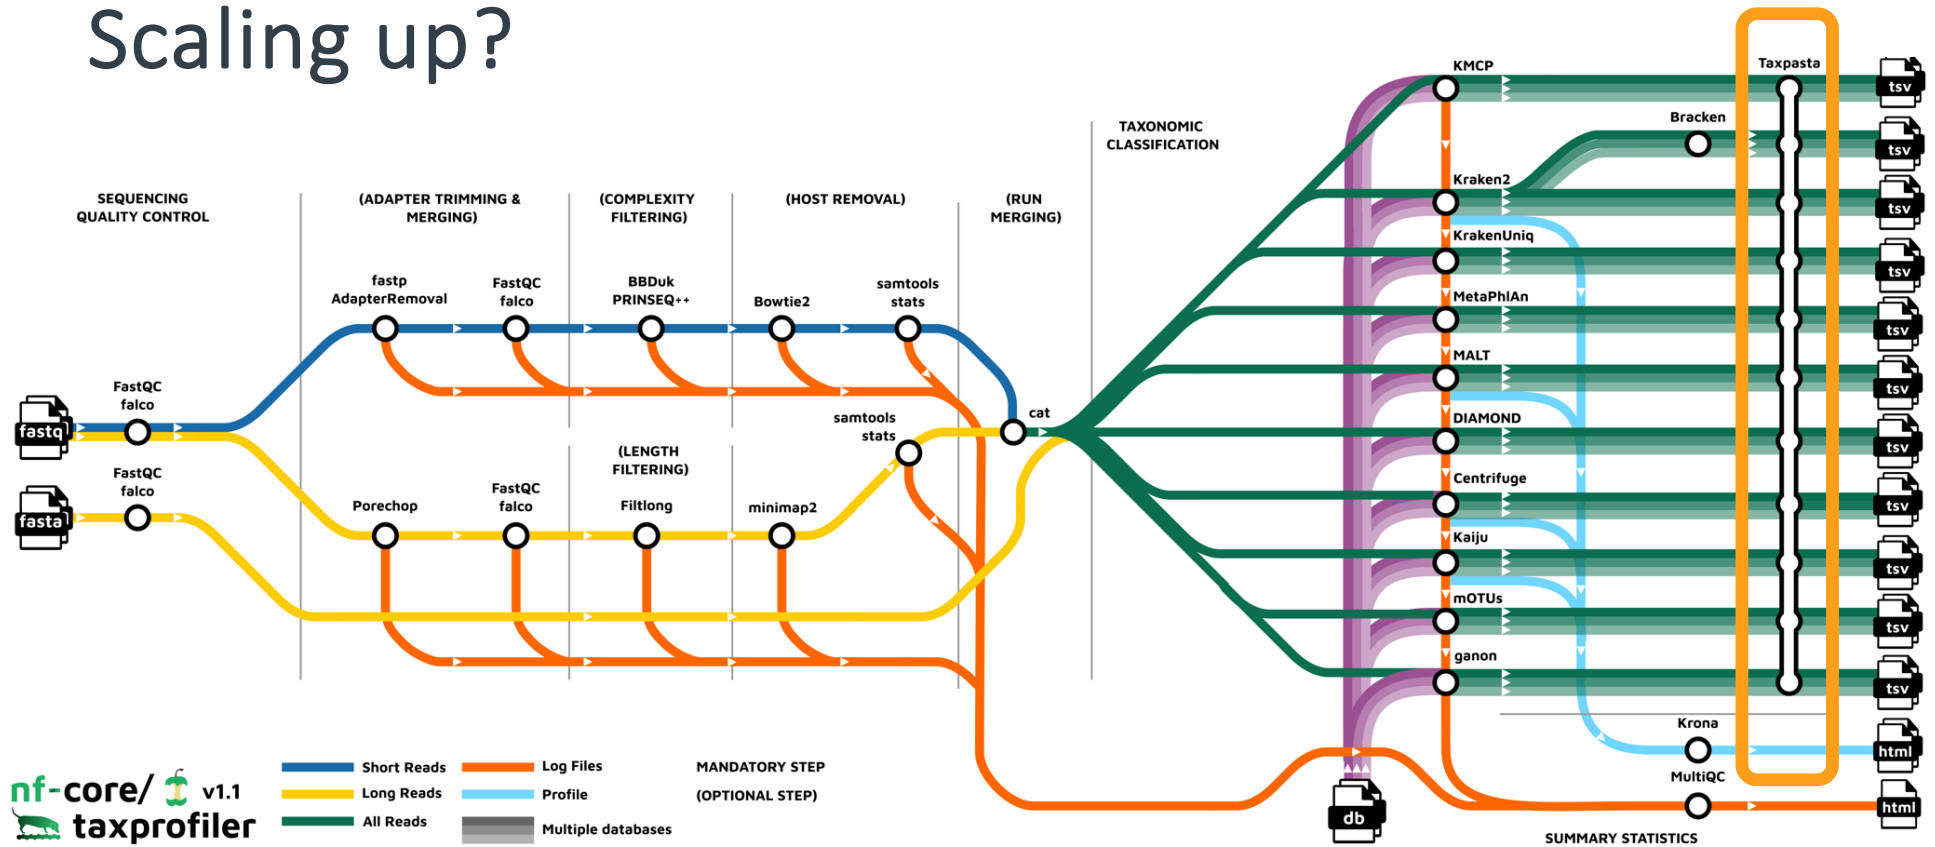 Scaling up?
SEQUENCING
QUALITY CONTROL
(ADAPTER TRIMMING &
MERGING)
(COMPLEXITY
FILTERING)
(HOST REMOVAL)
(RUN
MERGING)
TAXONOMIC
CLASSIFICATION
fastq
FastQC
falco
fasta
FastQC
falco
fastp
AdapterRemoval
FastQC
falco
BBDuk
PRINSEQ++
Bowtie2
samtools
stats
Porechop
FastQC
falco
(LENGTH
FILTERING)
Filtlong
minimap2
samtools
stats
cat
KMCP
Kraken2
KrakenUniq
MetaPhlAn
MALT
DIAMOND
Centrifuge
Kaiju
mOTUs
ganon
Bracken
Taxpasta
Krona
MultiQC
tsv
tsv
tsv
tsv
tsv
tsv
tsv
tsv
tsv
tsv
tsv
html
html
db
SUMMARY STATISTICS
nf-core/ v1.1
taxprofiler
Short Reads
Long Reads
All Reads
Log Files
Profile
Multiple databases
MANDATORY STEP
(OPTIONAL STEP)